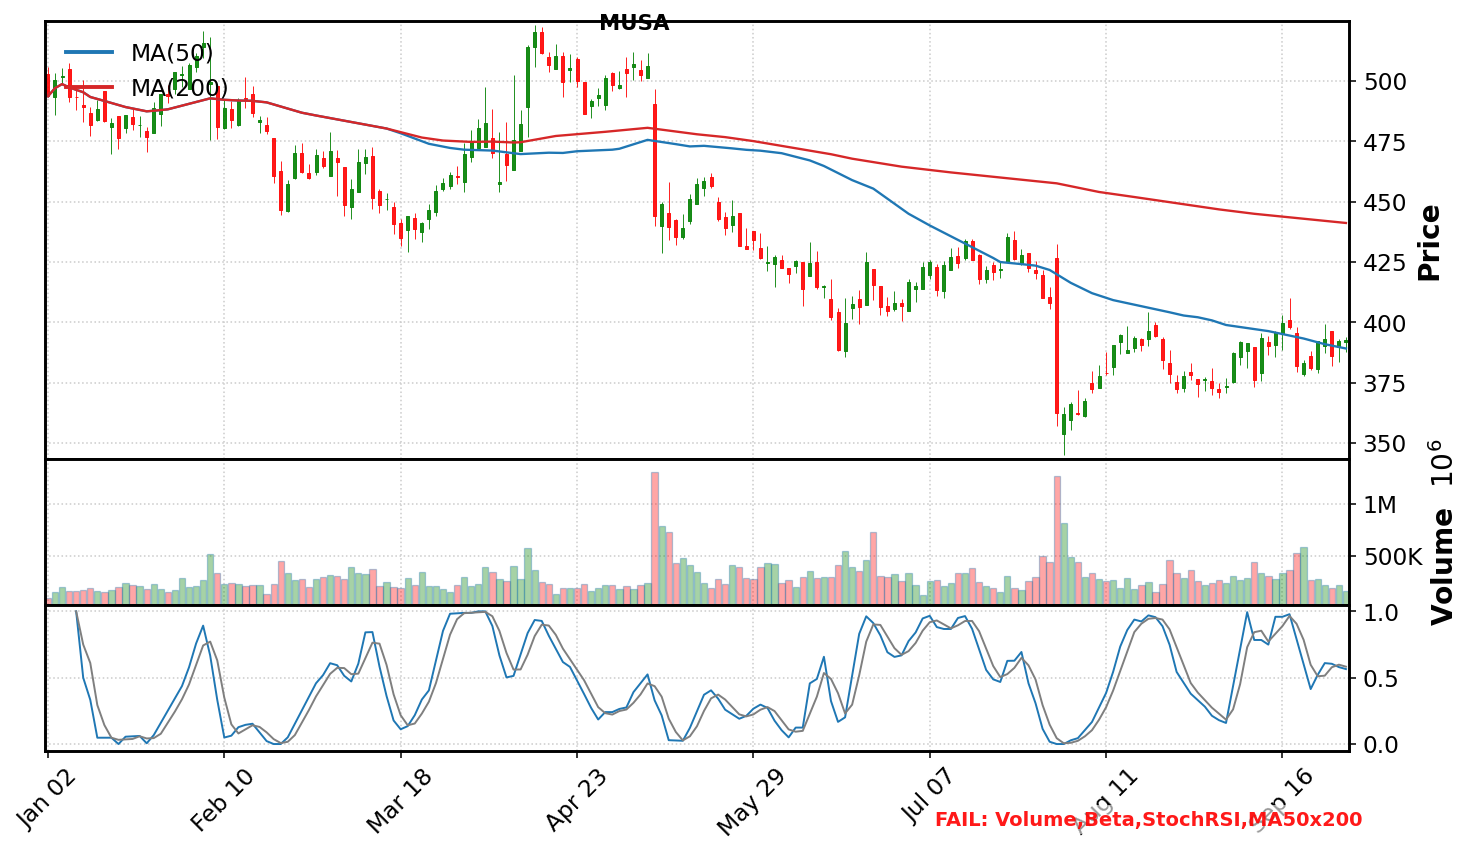 MUSA
MA(50)
MA(200)
500
475
450
425
400
375
350
Price
1M
500K
Volume 10^6
1.0
0.5
0.0
Jan 02
Feb 10
Mar 18
Apr 23
May 29
Jul 07
Aug 11
Sep 16
FAIL: Volume,Beta,StochRSI,MA50x200